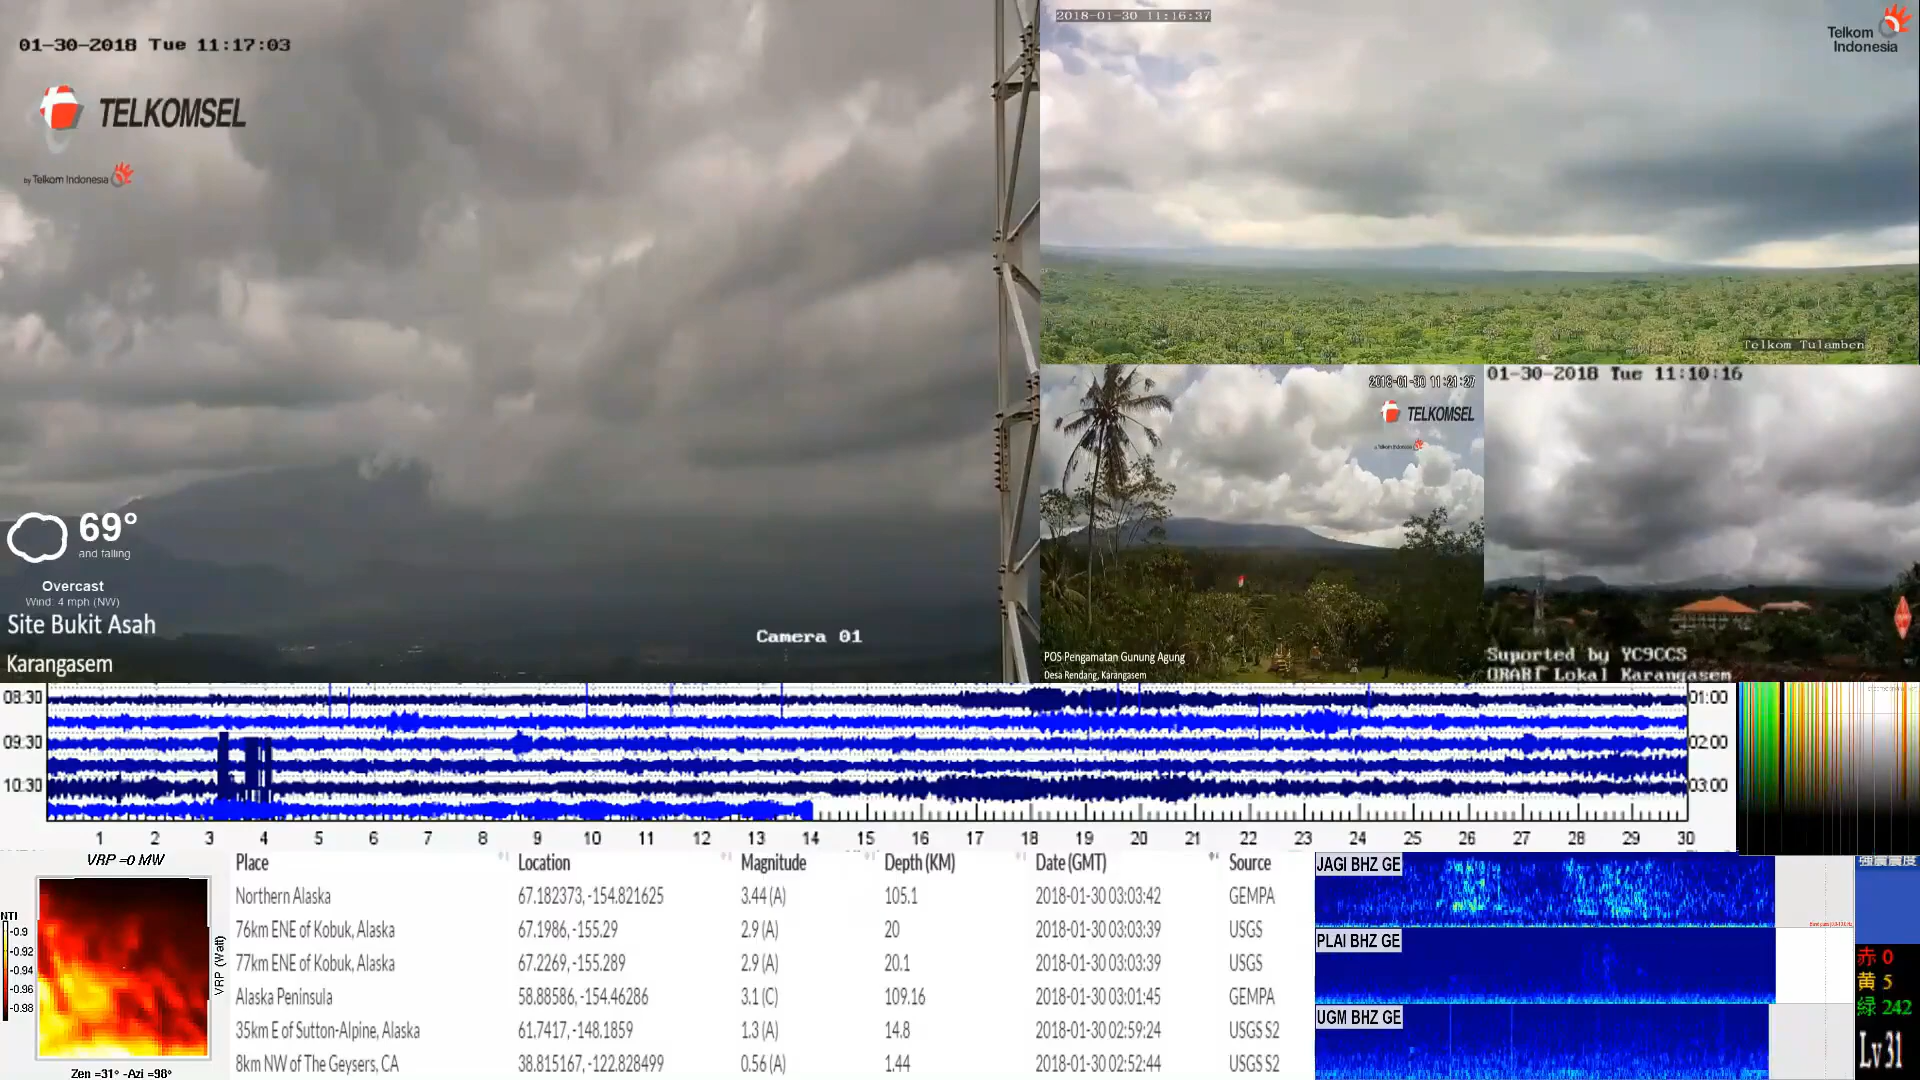 01-30-2018 Tue 11:17:03
TELKOMSEL
by Telkom Indonesia
69°
and falling
Overcast
Wind: 4 mph (NW)
Site Bukit Asah
Karangasem
Camera 01
2018-01-30 11:16:37
Telkom
Indonesia
Telkom Tulamben
2018-01-30 11:21:27
TELKOMSEL
by Telkom Indonesia
POS Pengamatan Gunung Agung
Desa Rendang, Karangasem
01-30-2018 Tue 11:10:16
Suported by YC9CCS
ORARI Lokal Karangasem
08:30
09:30
10:30
01:00
02:00
03:00
1 2 3 4 5 6 7 8 9 10 11 12 13 14 15 16 17 18 19 20 21 22 23 24 25 26 27 28 29 30
VRP =0 MW
NTI
-0.9
-0.92
-0.94
-0.96
-0.98
VRP (Watt)
Zen =31° -Azi =98°
Place Location Magnitude Depth (KM) Date (GMT) Source
Northern Alaska 67.182373, -154.821625 3.44 (A) 105.1 2018-01-30 03:03:42 GEMPA
76km ENE of Kobuk, Alaska 67.1986, -155.29 2.9 (A) 20 2018-01-30 03:03:39 USGS
77km ENE of Kobuk, Alaska 67.2269, -155.289 2.9 (A) 20.1 2018-01-30 03:03:39 USGS
Alaska Peninsula 58.88586, -154.46286 3.1 (C) 109.16 2018-01-30 03:01:45 GEMPA
35km E of Sutton-Alpine, Alaska 61.7417, -148.1859 1.3 (A) 14.8 2018-01-30 02:59:24 USGS S2
8km NW of The Geysers, CA 38.815167, -122.828499 0.56 (A) 1.44 2018-01-30 02:52:44 USGS S2
JAGI BHZ GE
PLAI BHZ GE
UGM BHZ GE
強震震度
赤 0
黄 5
緑 242
Lv 31